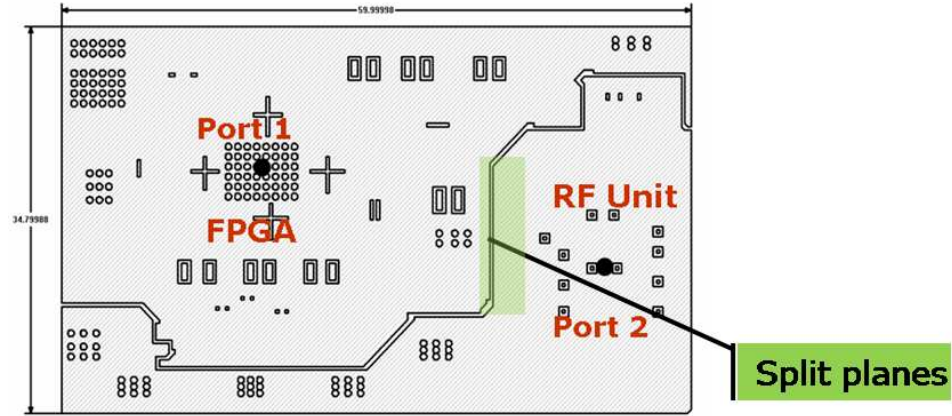 59.99998
Port 1
RF Unit
34.79988
FPGA
Port 2
Split planes